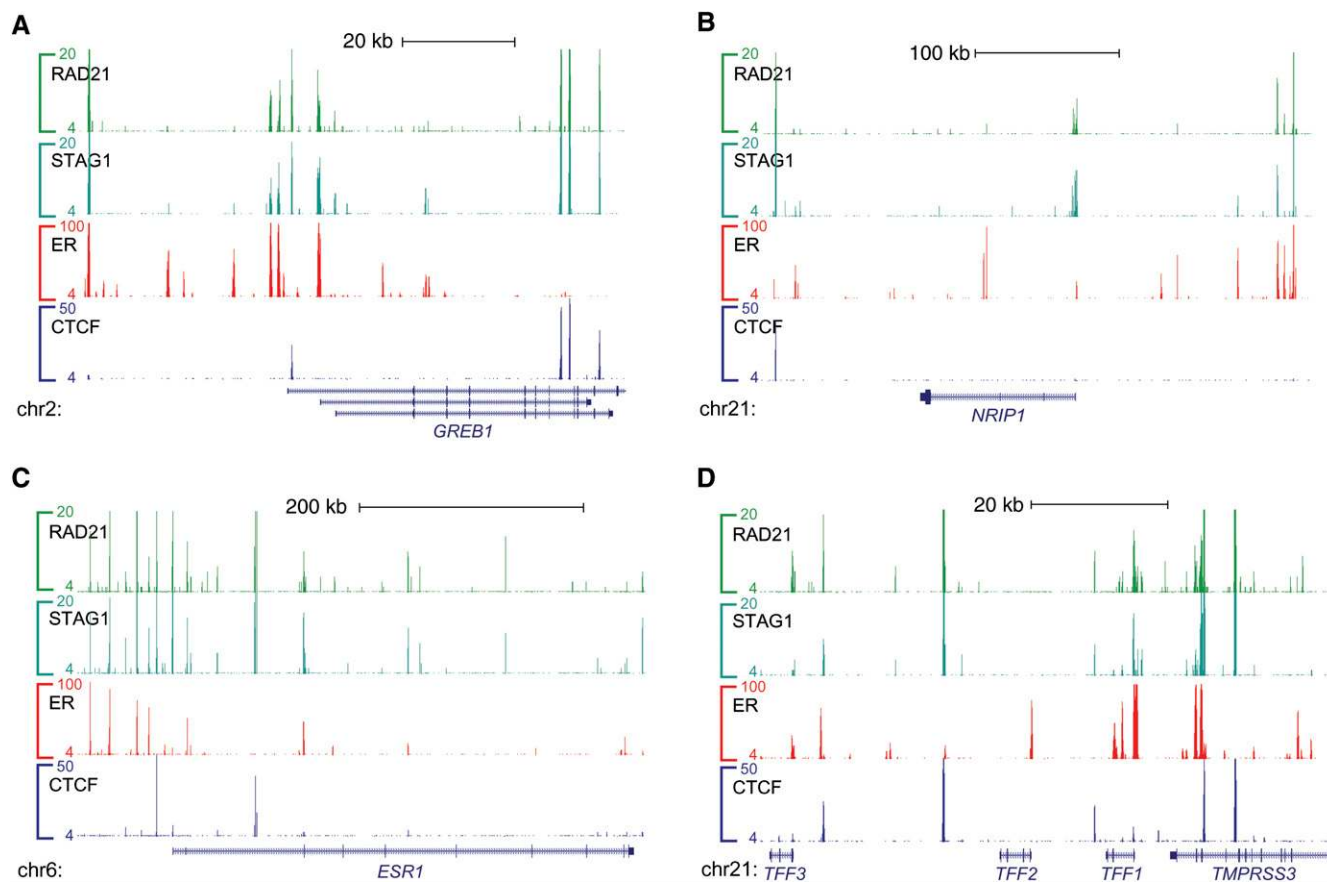 A
20 kb
20
RAD21
4
20
STAG1
4
100
ER
4
50
CTCF
4
chr2:
GREB1
B
100 kb
20
RAD21
4
20
STAG1
4
100
ER
4
50
CTCF
4
chr21:
NRIP1
C
200 kb
20
RAD21
4
20
STAG1
4
100
ER
4
50
CTCF
4
chr6:
ESR1
D
20 kb
20
RAD21
4
20
STAG1
4
100
ER
4
50
CTCF
4
chr21:
TFF3
TFF2
TFF1
TMPRSS3